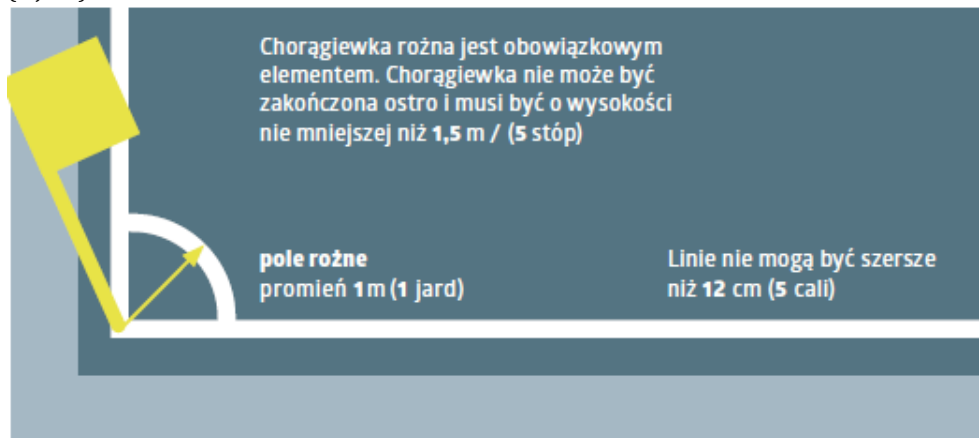 Chorągiewka rożna jest obowiązkowym
elementem. Chorągiewka nie może być
zakończona ostro i musi być o wysokości
nie mniejszej niż 1,5 m / (5 stóp)
pole rożne
promień 1m (1 jard)
Linie nie mogą być szersze
niż 12 cm (5 cali)